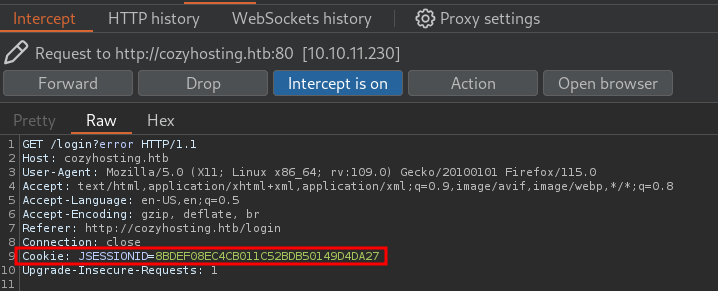 Intercept HTTP history WebSockets history Proxy settings
Request to http://cozyhosting.htb:80 [10.10.11.230]
Forward Drop Intercept is on Action Open browser
Pretty Raw Hex
1 GET /login?error HTTP/1.1
2 Host: cozyhosting.htb
3 User-Agent: Mozilla/5.0 (X11; Linux x86_64; rv:109.0) Gecko/20100101 Firefox/115.0
4 Accept: text/html,application/xhtml+xml,application/xml;q=0.9,image/avif,image/webp,*/*;q=0.8
5 Accept-Language: en-US,en;q=0.5
6 Accept-Encoding: gzip, deflate, br
7 Referer: http://cozyhosting.htb/login
8 Connection: close
9 Cookie: JSESSIONID=8BDEF08EC4CB011C52BDB50149D4DA27
10 Upgrade-Insecure-Requests: 1
11